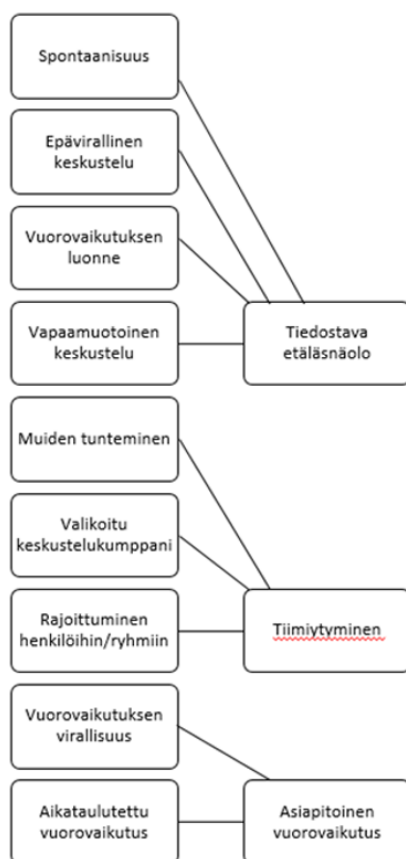 Spontaanisuus
Epävirallinen
keskustelu
Vuorovaikutuksen
luonne
Vapaamuotoinen
keskustelu
Tiedostava
etäläsnäolo
Muiden tunteminen
Valikoitu
keskustelukumppani
Rajoittuminen
henkilöihin/ryhmiin
Tiimiytyminen
Vuorovaikutuksen
virallisuus
Aikataulutettu
vuorovaikutus
Asiapitoinen
vuorovaikutus